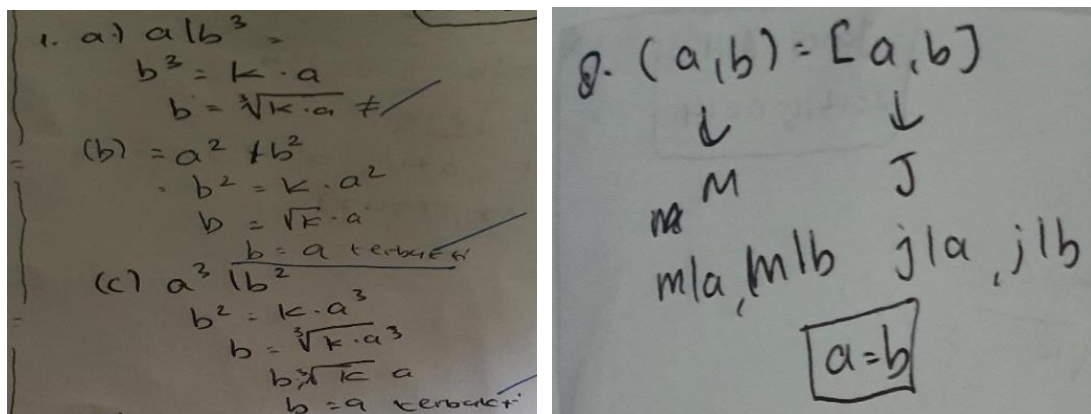 1. a.) a|b³
b³ = k · a
b = ∛k·a ≠
(b) = a² | b²
b² = k · a²
b = √k · a
b = a terbukti
(c) a³ | b²
b² = k · a³
b = ∛k·a³
b = ∛k a
b = a terbukti
8. (a,b) = [a,b]
↓ ↓
M J
m|a, m|b j|a, j|b
a=b